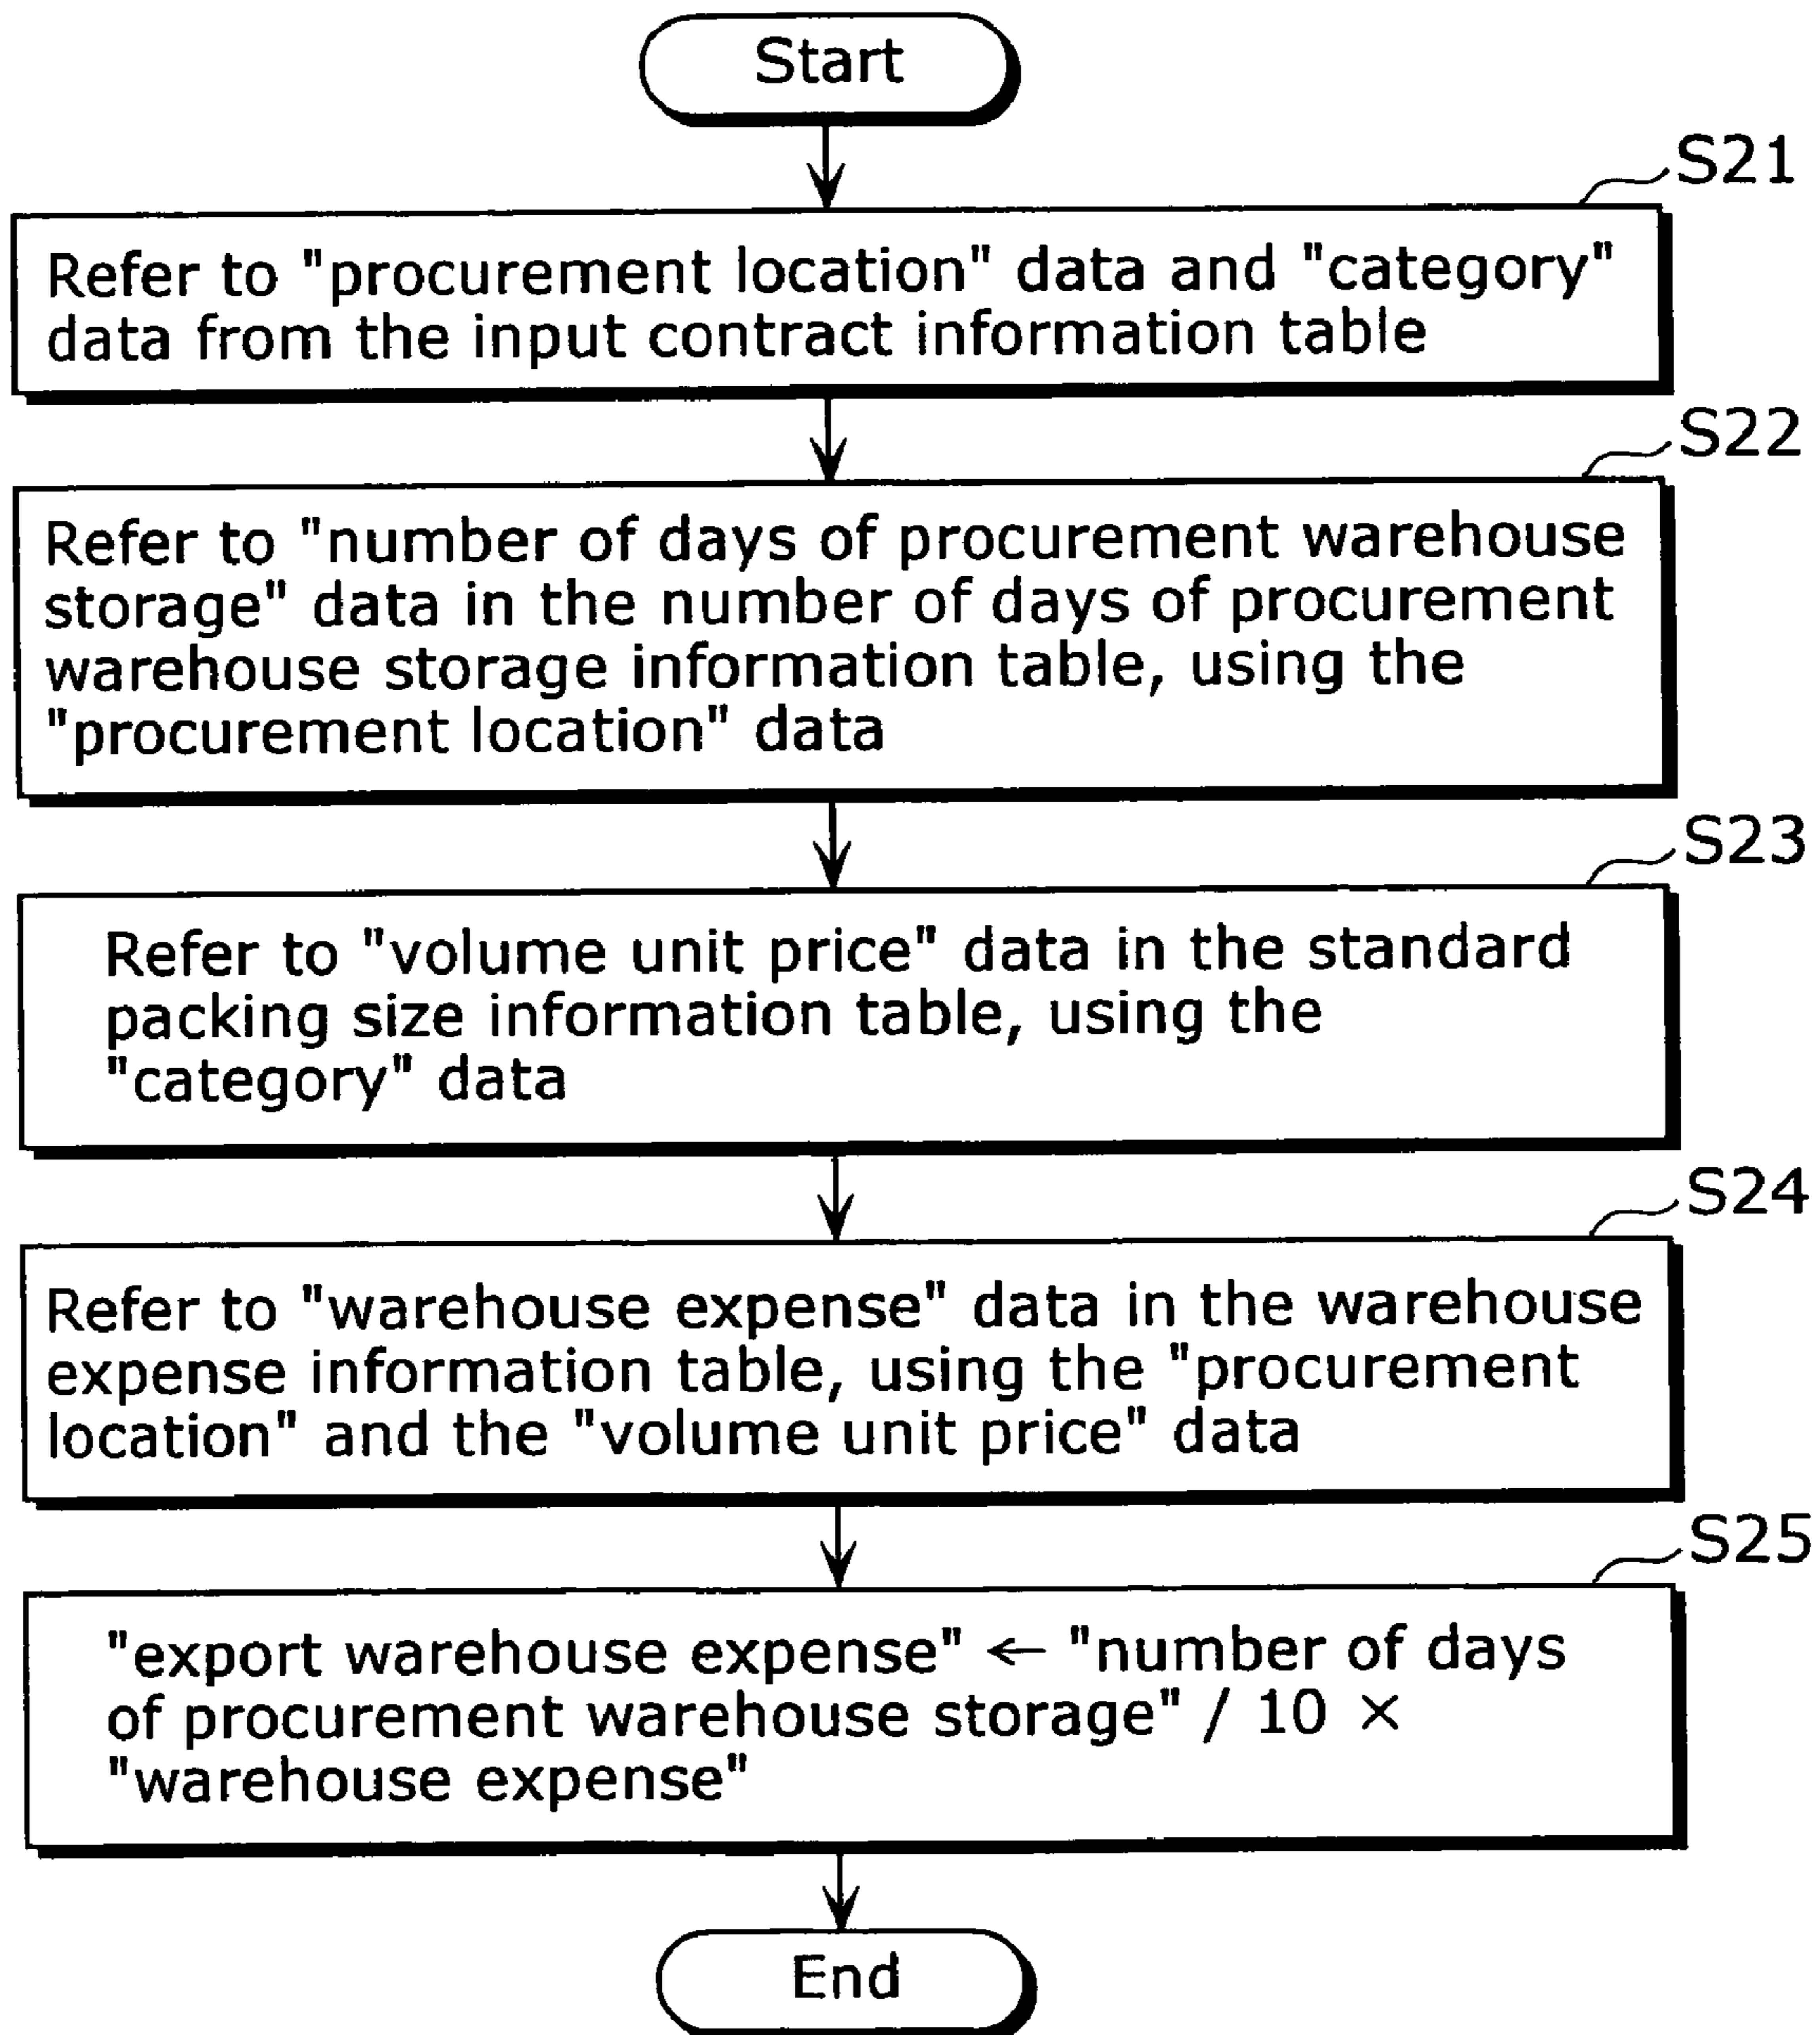 Start
S21
Refer to "procurement location" data and "category"
data from the input contract information table
S22
Refer to "number of days of procurement warehouse
storage" data in the number of days of procurement
warehouse storage information table, using the
"procurement location" data
S23
Refer to "volume unit price" data in the standard
packing size information table, using the
"category" data
S24
Refer to "warehouse expense" data in the warehouse
expense information table, using the "procurement
location" and the "volume unit price" data
S25
"export warehouse expense" ← "number of days
of procurement warehouse storage" / 10 ×
"warehouse expense"
End